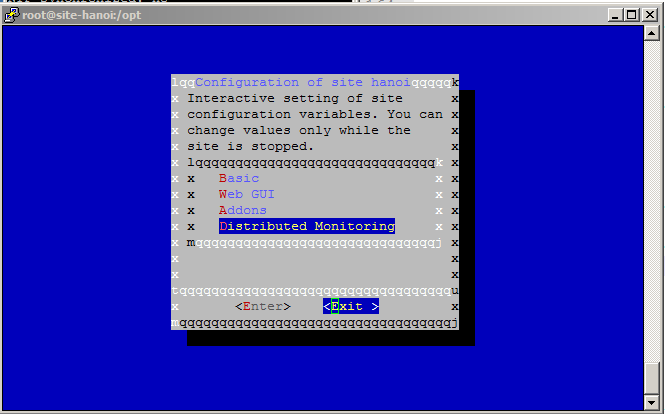 root@site-hanoi:/opt
lqqConfiguration of site hanoiqqqqqk
x Interactive setting of site x
x configuration variables. You can x
x change values only while the x
x site is stopped. x
x lqqqqqqqqqqqqqqqqqqqqqqqqqqqqqqk x
x x Basic x x
x x Web GUI x x
x x Addons x x
x x Distributed Monitoring x x
x mqqqqqqqqqqqqqqqqqqqqqqqqqqqqqqj x
x x
x x
tqqqqqqqqqqqqqqqqqqqqqqqqqqqqqqqqqqu
x <Enter> <Exit > x
mqqqqqqqqqqqqqqqqqqqqqqqqqqqqqqqqqqj